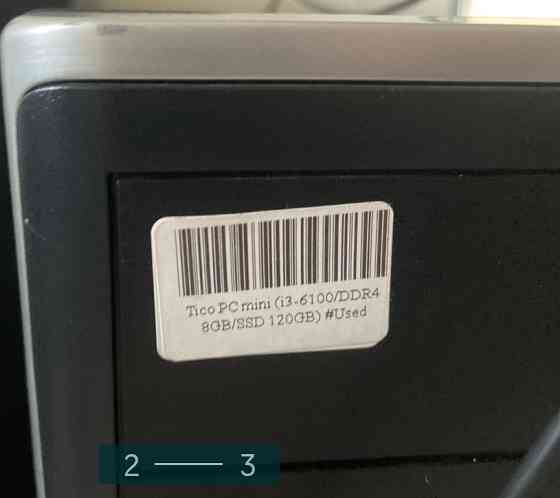 Tico PC mini (i3-6100/DDR4
8GB/SSD 120GB) #Used
2 — 3